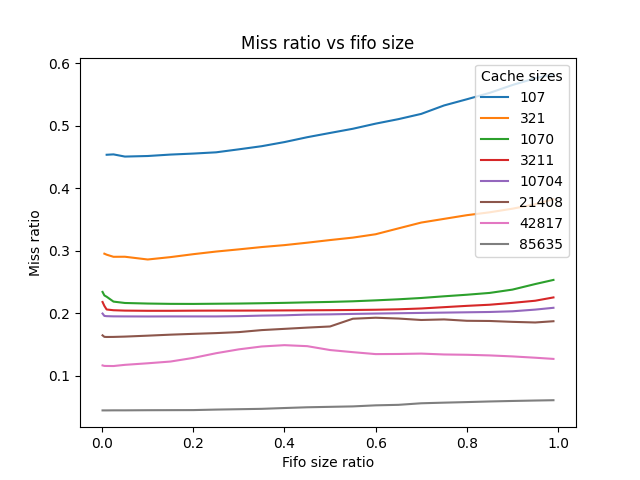 Miss ratio vs fifo size
Miss ratio
0.6
0.5
0.4
0.3
0.2
0.1
Cache sizes
107
321
1070
3211
10704
21408
42817
85635
0.0 0.2 0.4 0.6 0.8 1.0
Fifo size ratio